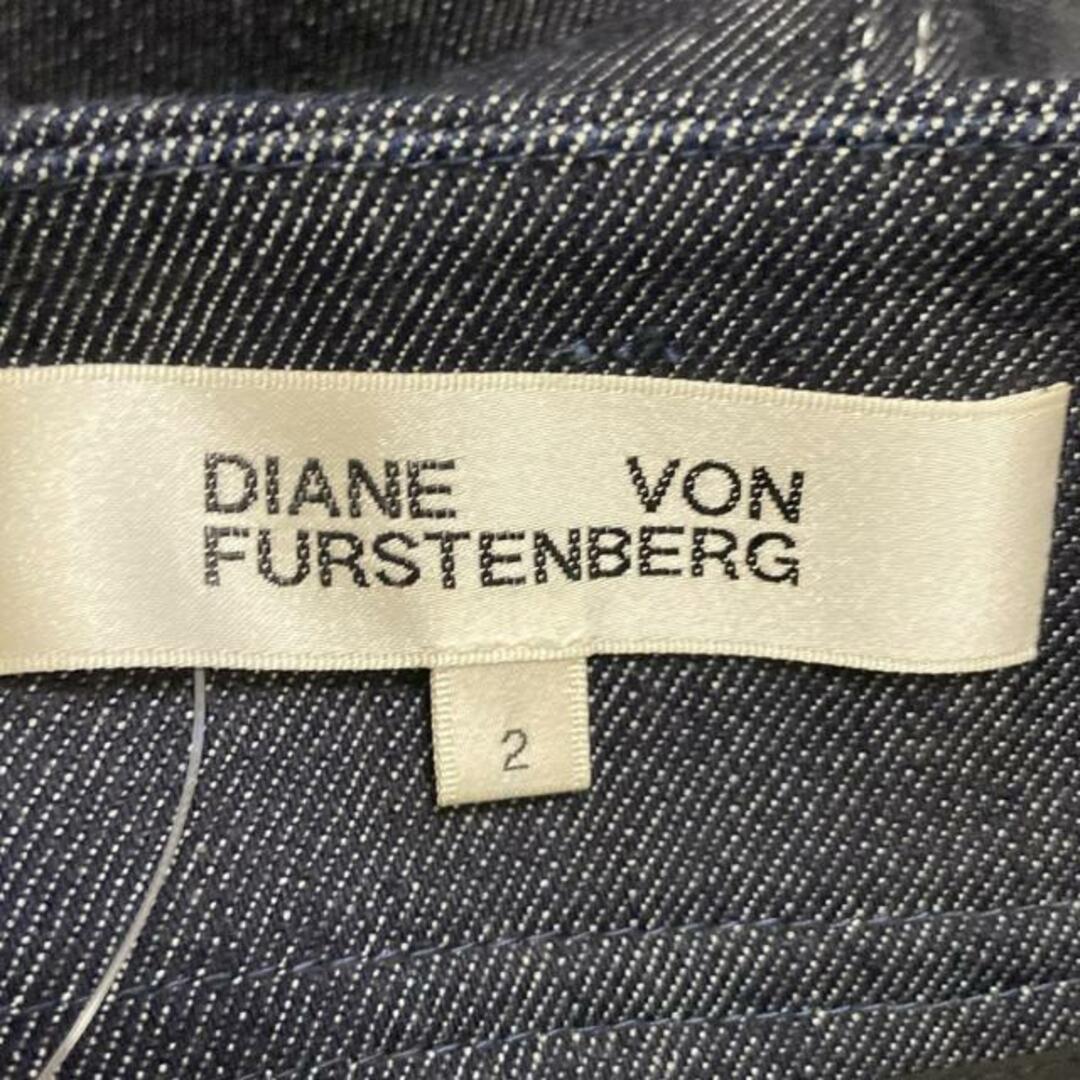 DIANE VON
FURSTENBERG
2